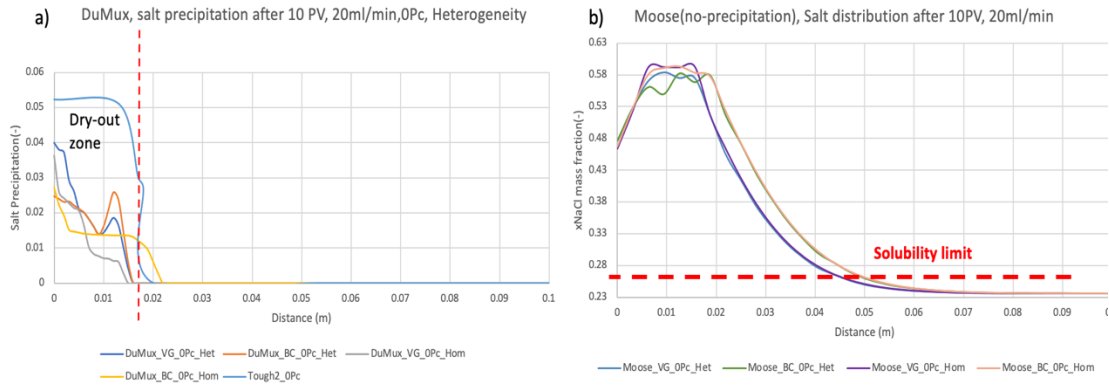 a)
DuMux, salt precipitation after 10 PV, 20ml/min,0Pc, Heterogeneity
0.06
0.05
0.04
0.03
0.02
0.01
0
Salt Precipitation(-)
Dry-out
zone
0 0.01 0.02 0.03 0.04 0.05 0.06 0.07 0.08 0.09 0.1
Distance (m)
DuMux_VG_0Pc_Het DuMux_BC_0Pc_Het DuMux_VG_0Pc_Hom
DuMux_BC_0Pc_Hom Tough2_0Pc
b)
Moose(no-precipitation), Salt distribution after 10PV, 20ml/min
0.63
0.58
0.53
0.48
0.43
0.38
0.33
0.28
0.23
xNaCl mass fraction(-)
Solubility limit
0 0.01 0.02 0.03 0.04 0.05 0.06 0.07 0.08 0.09 0.1
Distance (m)
Moose_VG_0Pc_Het Moose_BC_0Pc_Het Moose_VG_0Pc_Hom Moose_BC_0Pc_Hom